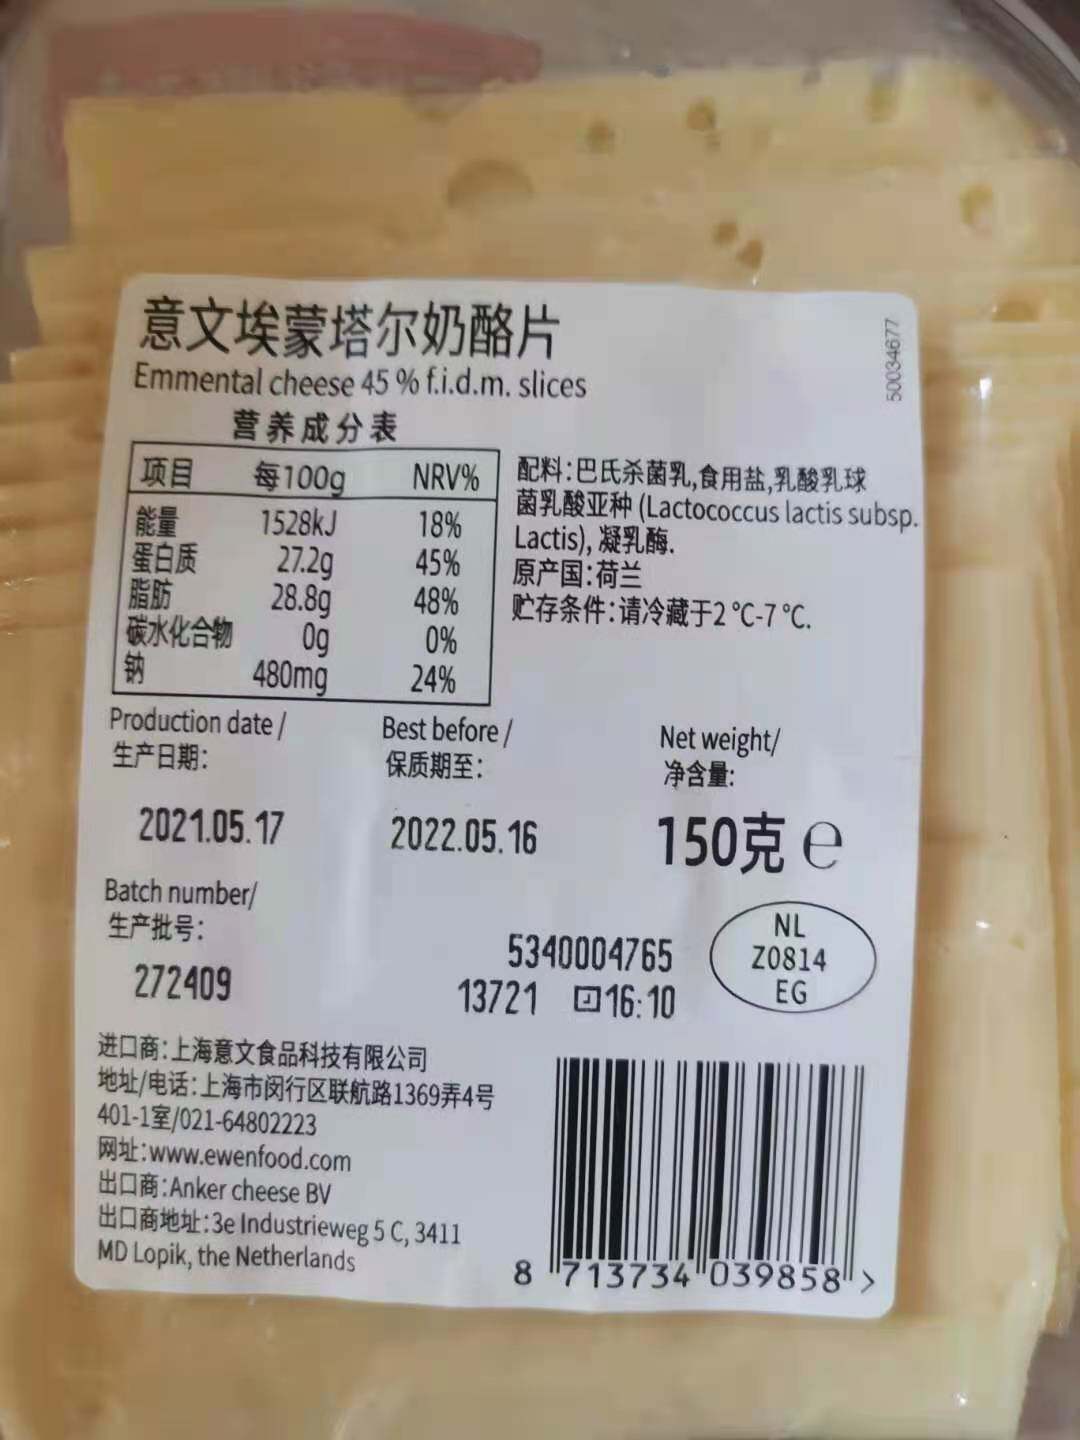 意文埃蒙塔尔奶酪片
Emmental cheese 45 % f.i.d.m. slices
50034677
营养成分表
项目 每100g NRV%
能量 1528kJ 18%
蛋白质 27.2g 45%
脂肪 28.8g 48%
碳水化合物 0g 0%
钠 480mg 24%
配料:巴氏杀菌乳,食用盐,乳酸乳球
菌乳酸亚种 (Lactococcus lactis subsp.
Lactis), 凝乳酶.
原产国:荷兰
贮存条件:请冷藏于2 °C-7 °C.
Production date /
生产日期:
2021.05.17
Best before /
保质期至:
2022.05.16
Net weight/
净含量:
150克 e
Batch number/
生产批号:
272409
5340004765
13721 16:10
NL
Z0814
EG
进口商:上海意文食品科技有限公司
地址/电话:上海市闵行区联航路1369弄4号
401-1室/021-64802223
网址:www.ewenfood.com
出口商:Anker cheese BV
出口商地址:3e Industrieweg 5 C, 3411
MD Lopik, the Netherlands
8 713734 039858 >